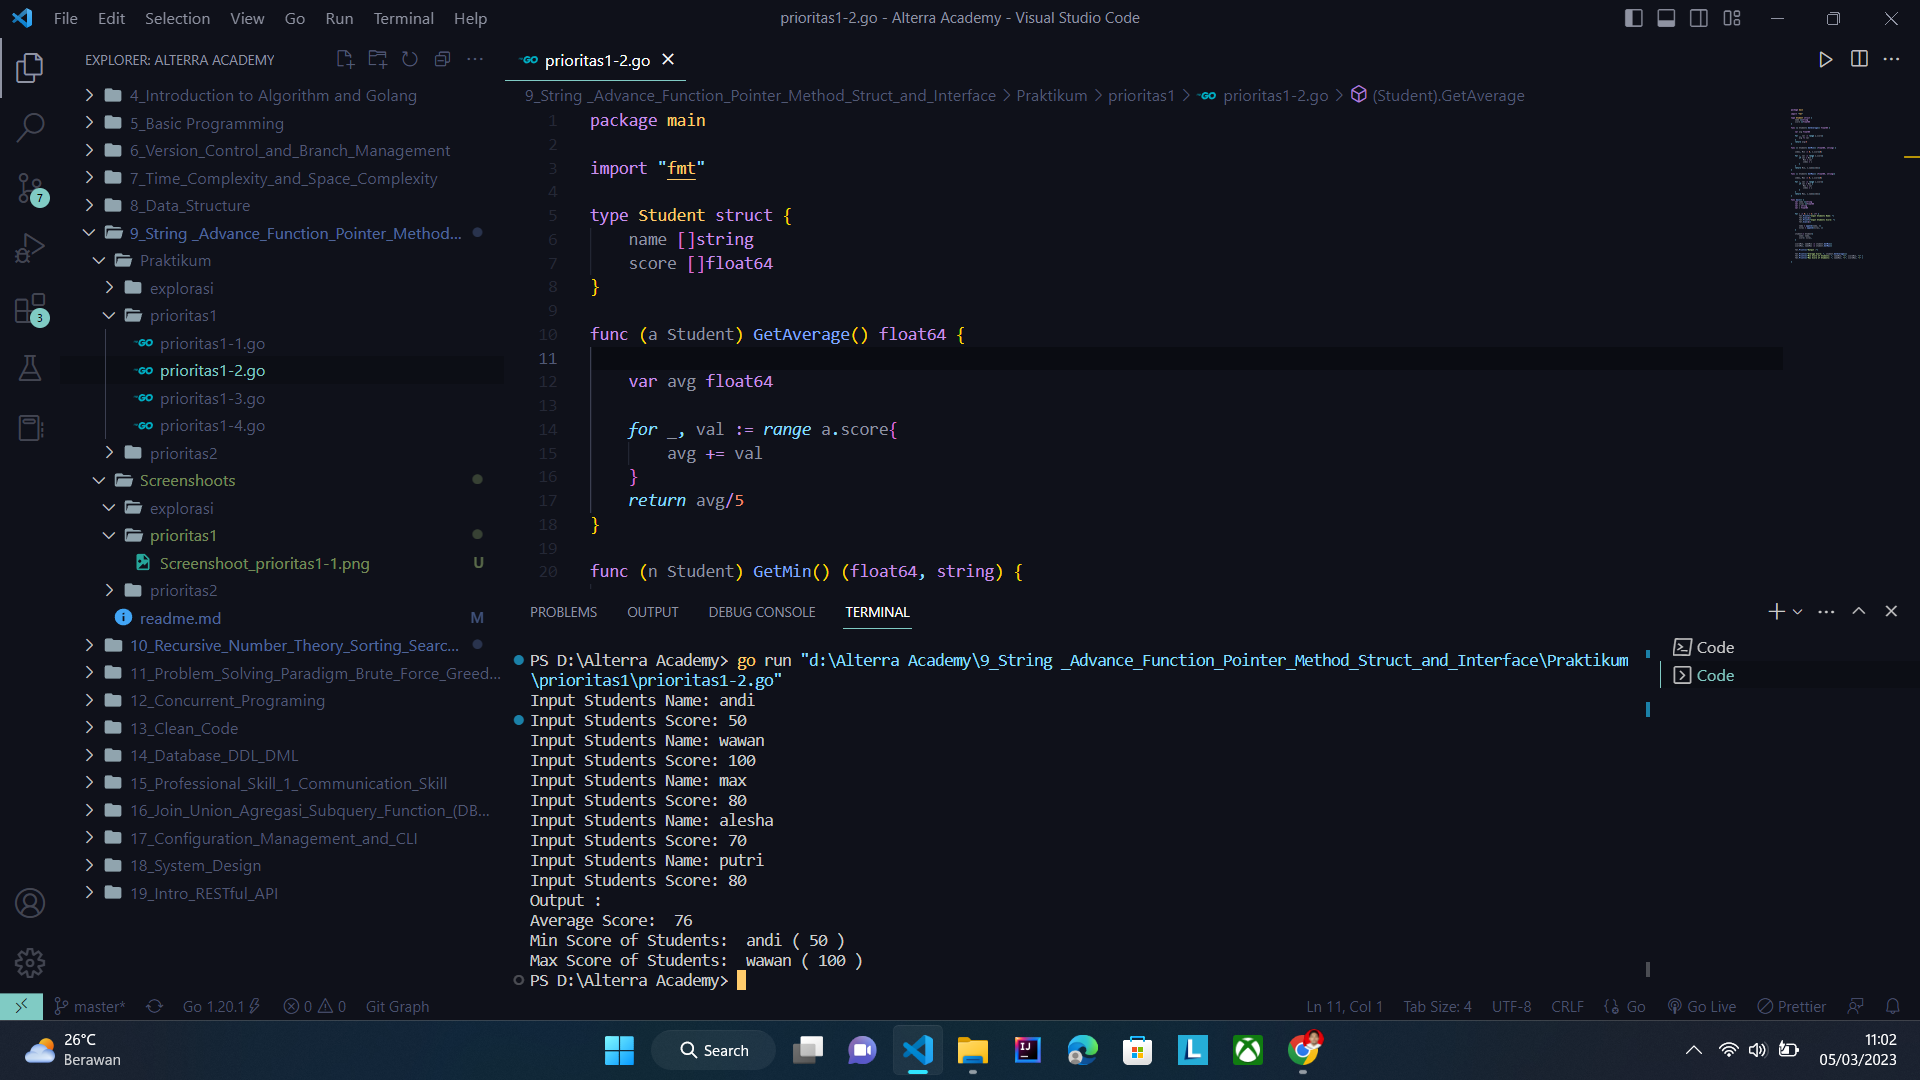 File Edit Selection View Go Run Terminal Help
prioritas1-2.go - Alterra Academy - Visual Studio Code
EXPLORER: ALTERRA ACADEMY
4_Introduction to Algorithm and Golang
5_Basic Programming
6_Version_Control_and_Branch_Management
7_Time_Complexity_and_Space_Complexity
8_Data_Structure
9_String _Advance_Function_Pointer_Method...
Praktikum
explorasi
prioritas1
GO prioritas1-1.go
GO prioritas1-2.go
GO prioritas1-3.go
GO prioritas1-4.go
prioritas2
Screenshoots
explorasi
prioritas1
Screenshoot_prioritas1-1.png U
prioritas2
readme.md M
10_Recursive_Number_Theory_Sorting_Searc...
11_Problem_Solving_Paradigm_Brute_Force_Greed...
12_Concurrent_Programing
13_Clean_Code
14_Database_DDL_DML
15_Professional_Skill_1_Communication_Skill
16_Join_Union_Agregasi_Subquery_Function_(DB...
17_Configuration_Management_and_CLI
18_System_Design
19_Intro_RESTful_API
7
3
GO prioritas1-2.go
9_String _Advance_Function_Pointer_Method_Struct_and_Interface > Praktikum > prioritas1 > GO prioritas1-2.go > (Student).GetAverage
1 package main
2
3 import "fmt"
4
5 type Student struct {
6 name []string
7 score []float64
8 }
9
10 func (a Student) GetAverage() float64 {
11
12 var avg float64
13
14 for _, val := range a.score{
15 avg += val
16 }
17 return avg/5
18 }
19
20 func (n Student) GetMin() (float64, string) {
PROBLEMS OUTPUT DEBUG CONSOLE TERMINAL
PS D:\Alterra Academy> go run "d:\Alterra Academy\9_String _Advance_Function_Pointer_Method_Struct_and_Interface\Praktikum
\prioritas1\prioritas1-2.go"
Input Students Name: andi
Input Students Score: 50
Input Students Name: wawan
Input Students Score: 100
Input Students Name: max
Input Students Score: 80
Input Students Name: alesha
Input Students Score: 70
Input Students Name: putri
Input Students Score: 80
Output :
Average Score:  76
Min Score of Students:  andi ( 50 )
Max Score of Students:  wawan ( 100 )
PS D:\Alterra Academy>
Code
Code
master* Go 1.20.1 0 0 Git Graph
Ln 11, Col 1 Tab Size: 4 UTF-8 CRLF Go Go Live Prettier
26°C
Berawan
Search
11:02
05/03/2023